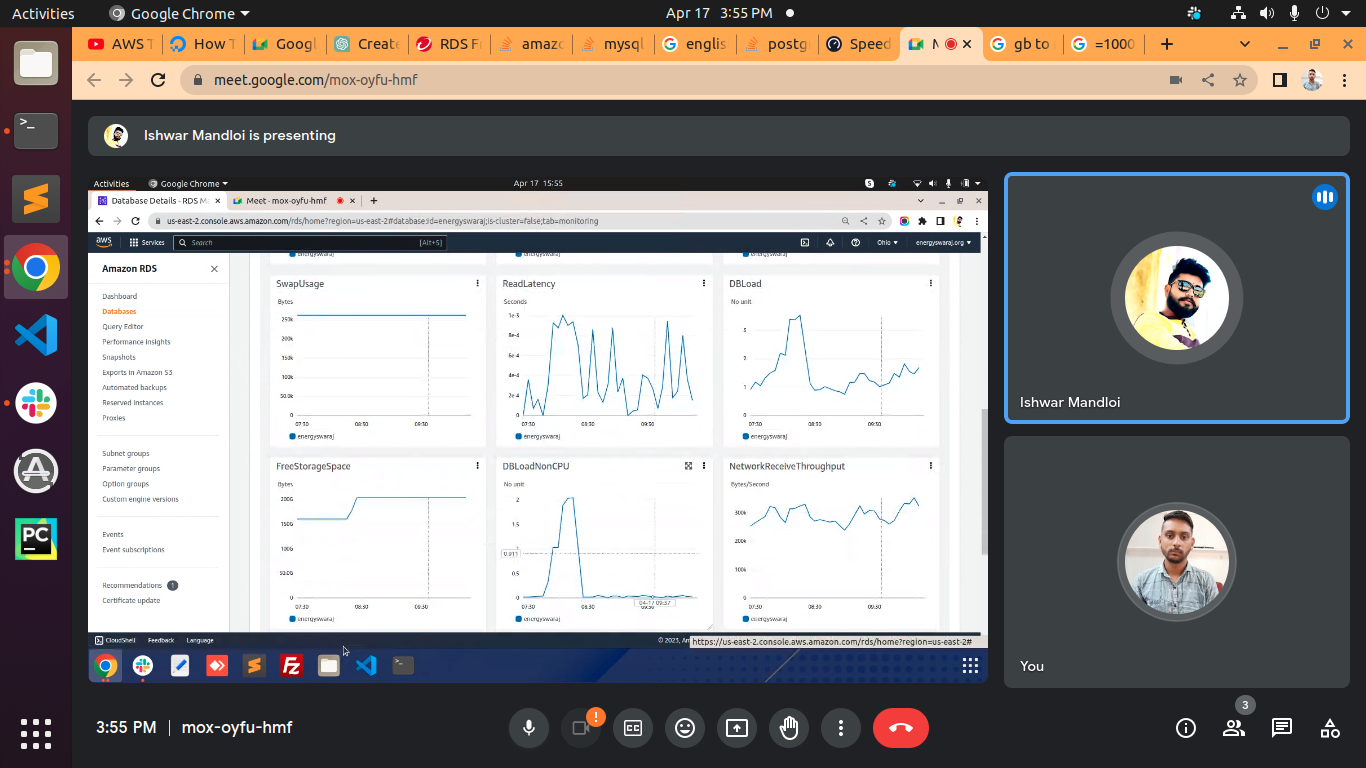 Activities Google Chrome Apr 17 3:55 PM
AWS T How T Googl Create RDS Fr amazo mysql englis postg Speed M gb to =1000
meet.google.com/mox-oyfu-hmf
Ishwar Mandloi is presenting
Activities Google Chrome Apr 17 15:55
Database Details - RDS M Meet - mox-oyfu-hmf
us-east-2.console.aws.amazon.com/rds/home?region=us-east-2#database:id=energyswaraj;is-cluster=false;tab=monitoring
aws Services Search [Alt+S] Ohio energyswaraj.org
Amazon RDS
Dashboard
Databases
Query Editor
Performance Insights
Snapshots
Exports in Amazon S3
Automated backups
Reserved instances
Proxies
Subnet groups
Parameter groups
Option groups
Custom engine versions
Events
Event subscriptions
Recommendations 1
Certificate update
energyswaraj energyswaraj energyswaraj
SwapUsage
Bytes
250k
200k
150k
100k
50.0k
0
07:30 08:30 09:30
energyswaraj
ReadLatency
Seconds
1e-3
8e-4
6e-4
4e-4
2e-4
0
07:30 08:30 09:30
energyswaraj
DBLoad
No unit
3
2
1
0
07:30 08:30 09:30
energyswaraj
FreeStorageSpace
Bytes
200G
150G
100G
50.0G
0
07:30 08:30 09:30
energyswaraj
DBLoadNonCPU
No unit
2
1.5
1
0.911
0.5
0
07:30 08:30
04-17 09:37
energyswaraj
NetworkReceiveThroughput
Bytes/Second
300k
200k
100k
0
07:30 08:30 09:30
energyswaraj
CloudShell Feedback Language © 2023, Am
https://us-east-2.console.aws.amazon.com/rds/home?region=us-east-2#
Ishwar Mandloi
You
3:55 PM mox-oyfu-hmf
3